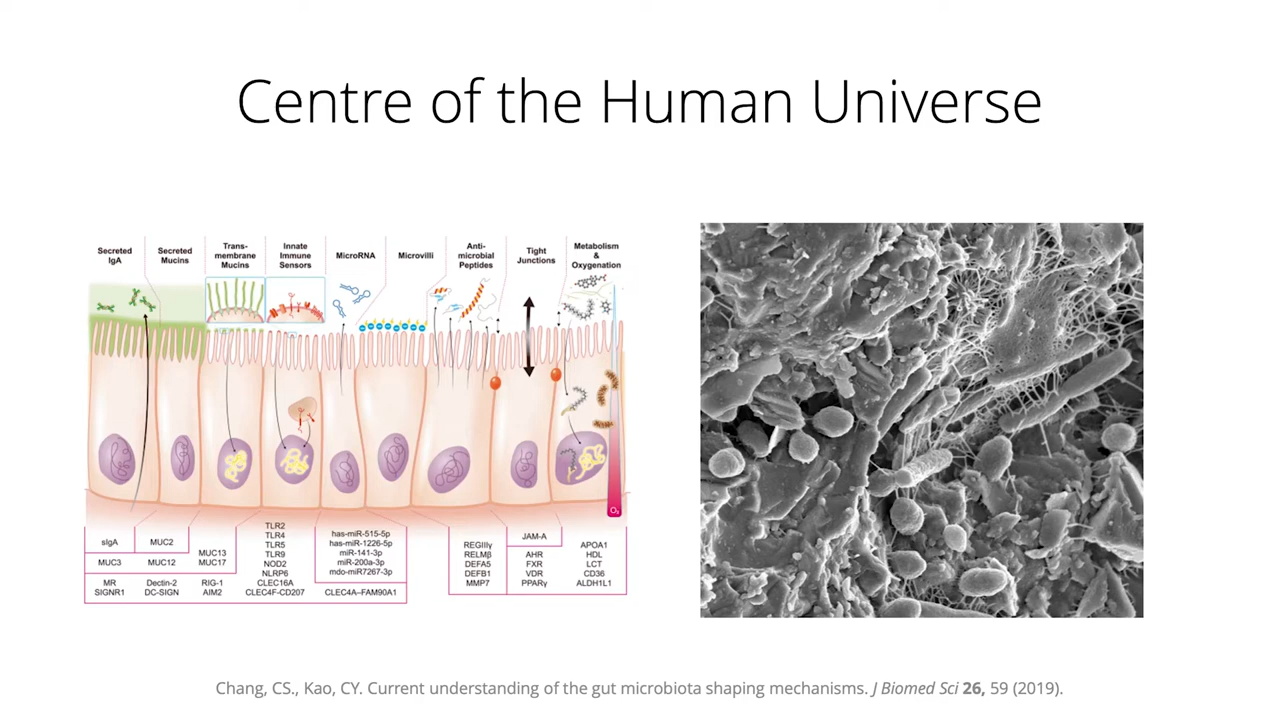 Centre of the Human Universe
Secreted
IgA
Secreted
Mucins
Trans-
membrane
Mucins
Innate
Immune
Sensors
MicroRNA
Microvilli
Anti-
microbial
Peptides
Tight
Junctions
Metabolism
&
Oxygenation
O₂
sIgA
MUC2
MUC3
MUC12
MUC13
MUC17
MR
SIGNR1
Dectin-2
DC-SIGN
RIG-1
AIM2
TLR2
TLR4
TLR5
TLR9
NOD2
NLRP6
CLEC16A
CLEC4F-CD207
has-miR-515-5p
has-miR-1226-5p
miR-141-3p
miR-200a-3p
mdo-miR7267-3p
CLEC4A–FAM90A1
REGIIIγ
RELMβ
DEFA5
DEFB1
MMP7
JAM-A
AHR
FXR
VDR
PPARγ
APOA1
HDL
LCT
CD36
ALDH1L1
Chang, CS., Kao, CY. Current understanding of the gut microbiota shaping mechanisms. J Biomed Sci 26, 59 (2019).